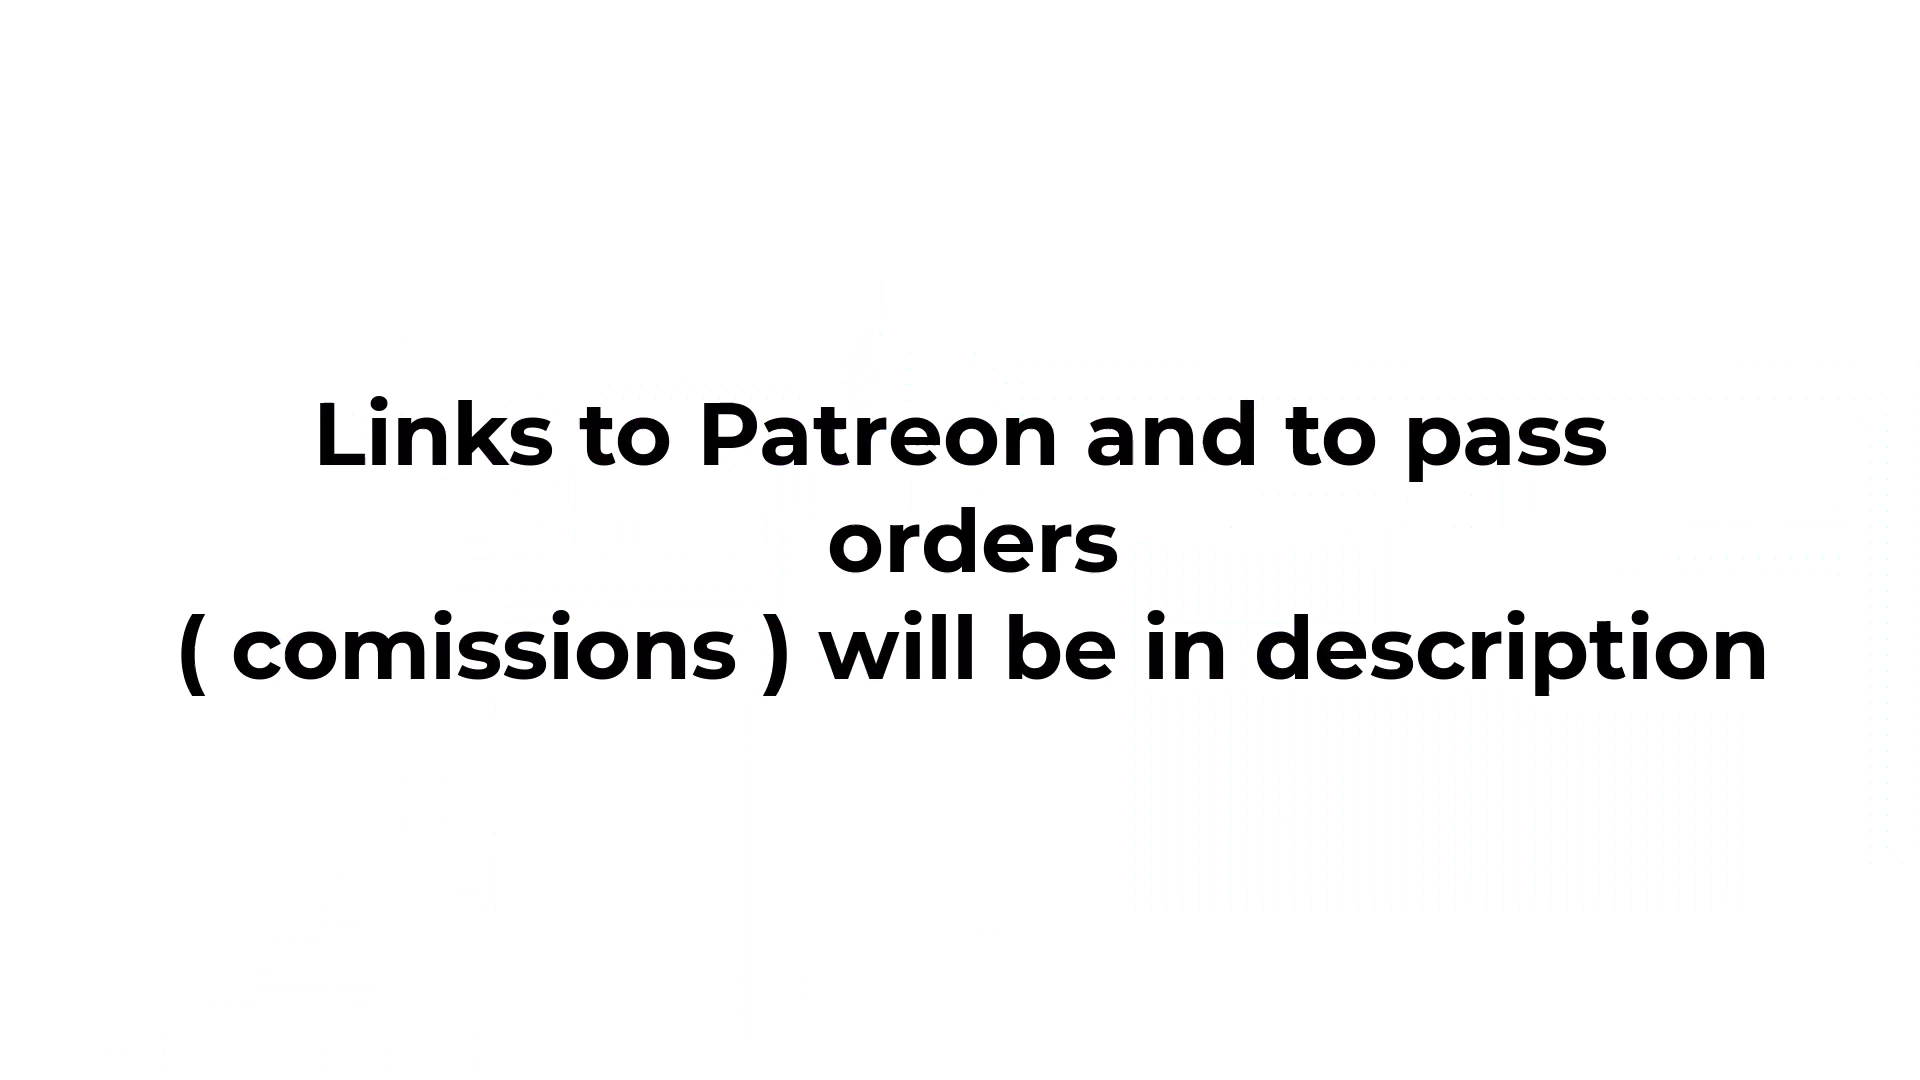 Links to Patreon and to pass
orders
( comissions ) will be in description